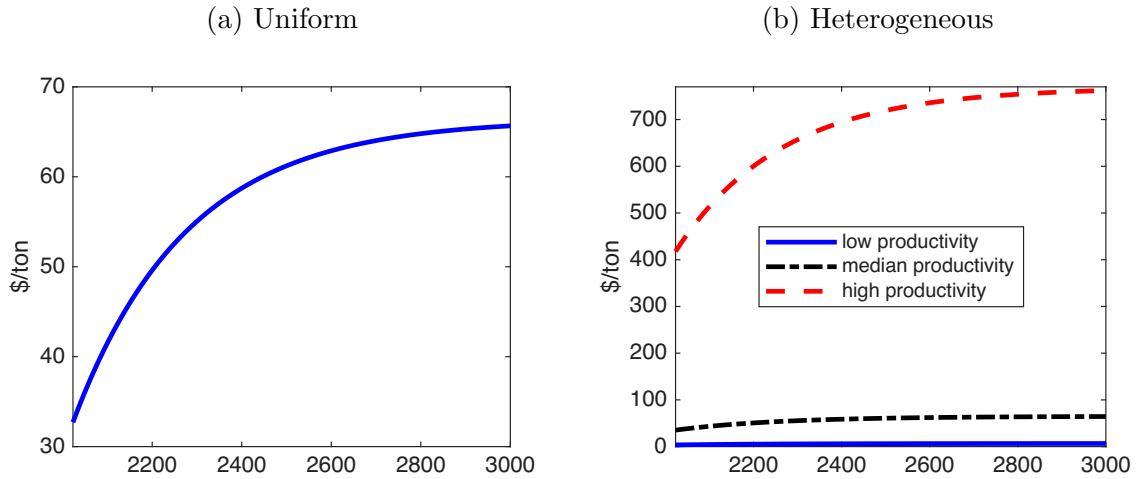 (a) Uniform
$/ton
70
60
50
40
30
2200 2400 2600 2800 3000
(b) Heterogeneous
$/ton
700
600
500
400
300
200
100
0
low productivity
median productivity
high productivity
2200 2400 2600 2800 3000